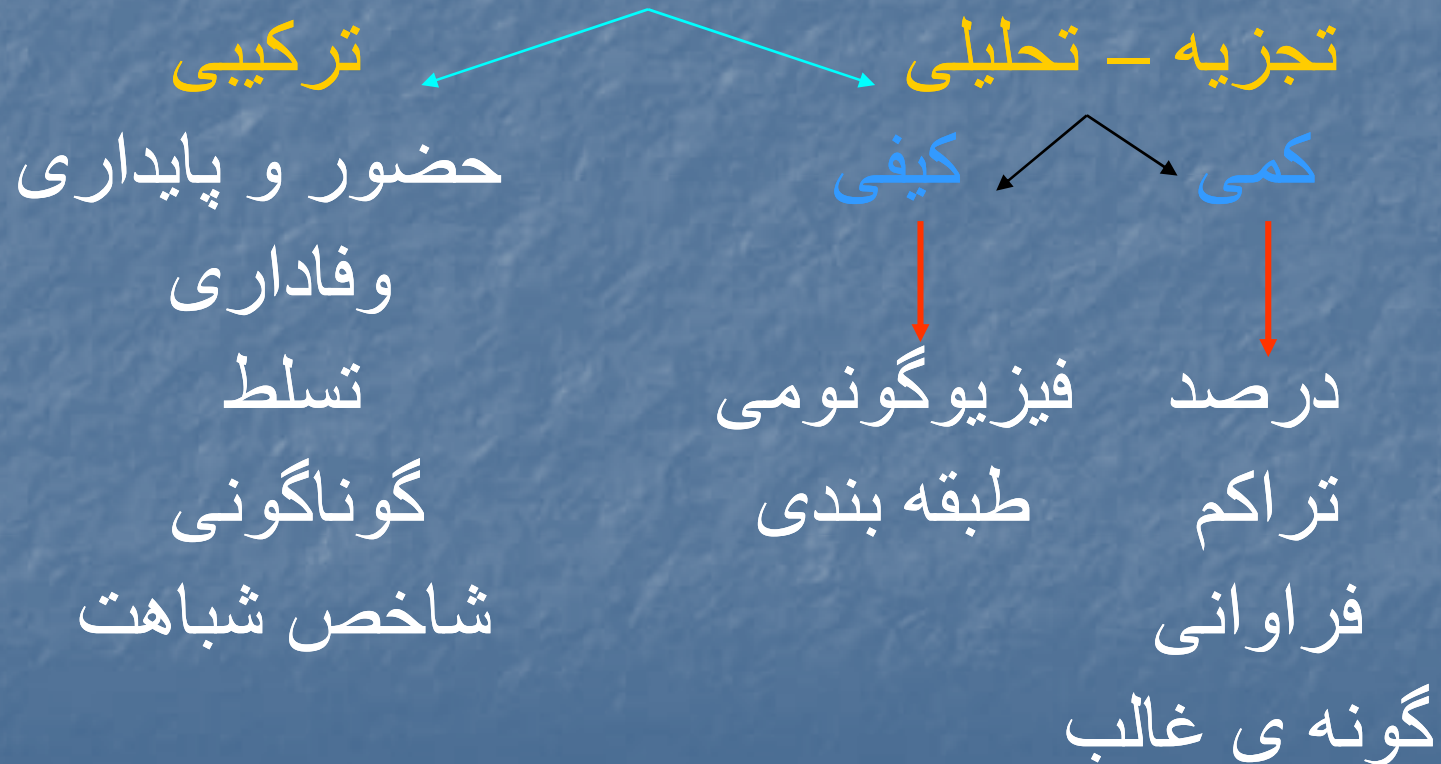 تجزیه – تحلیلی ترکیبی
کمی کیفی حضور و پایداری
وفاداری
درصد فیزیوگونومی تسلط
تراکم طبقه بندی گوناگونی
فراوانی شاخص شباهت
گونه ی غالب